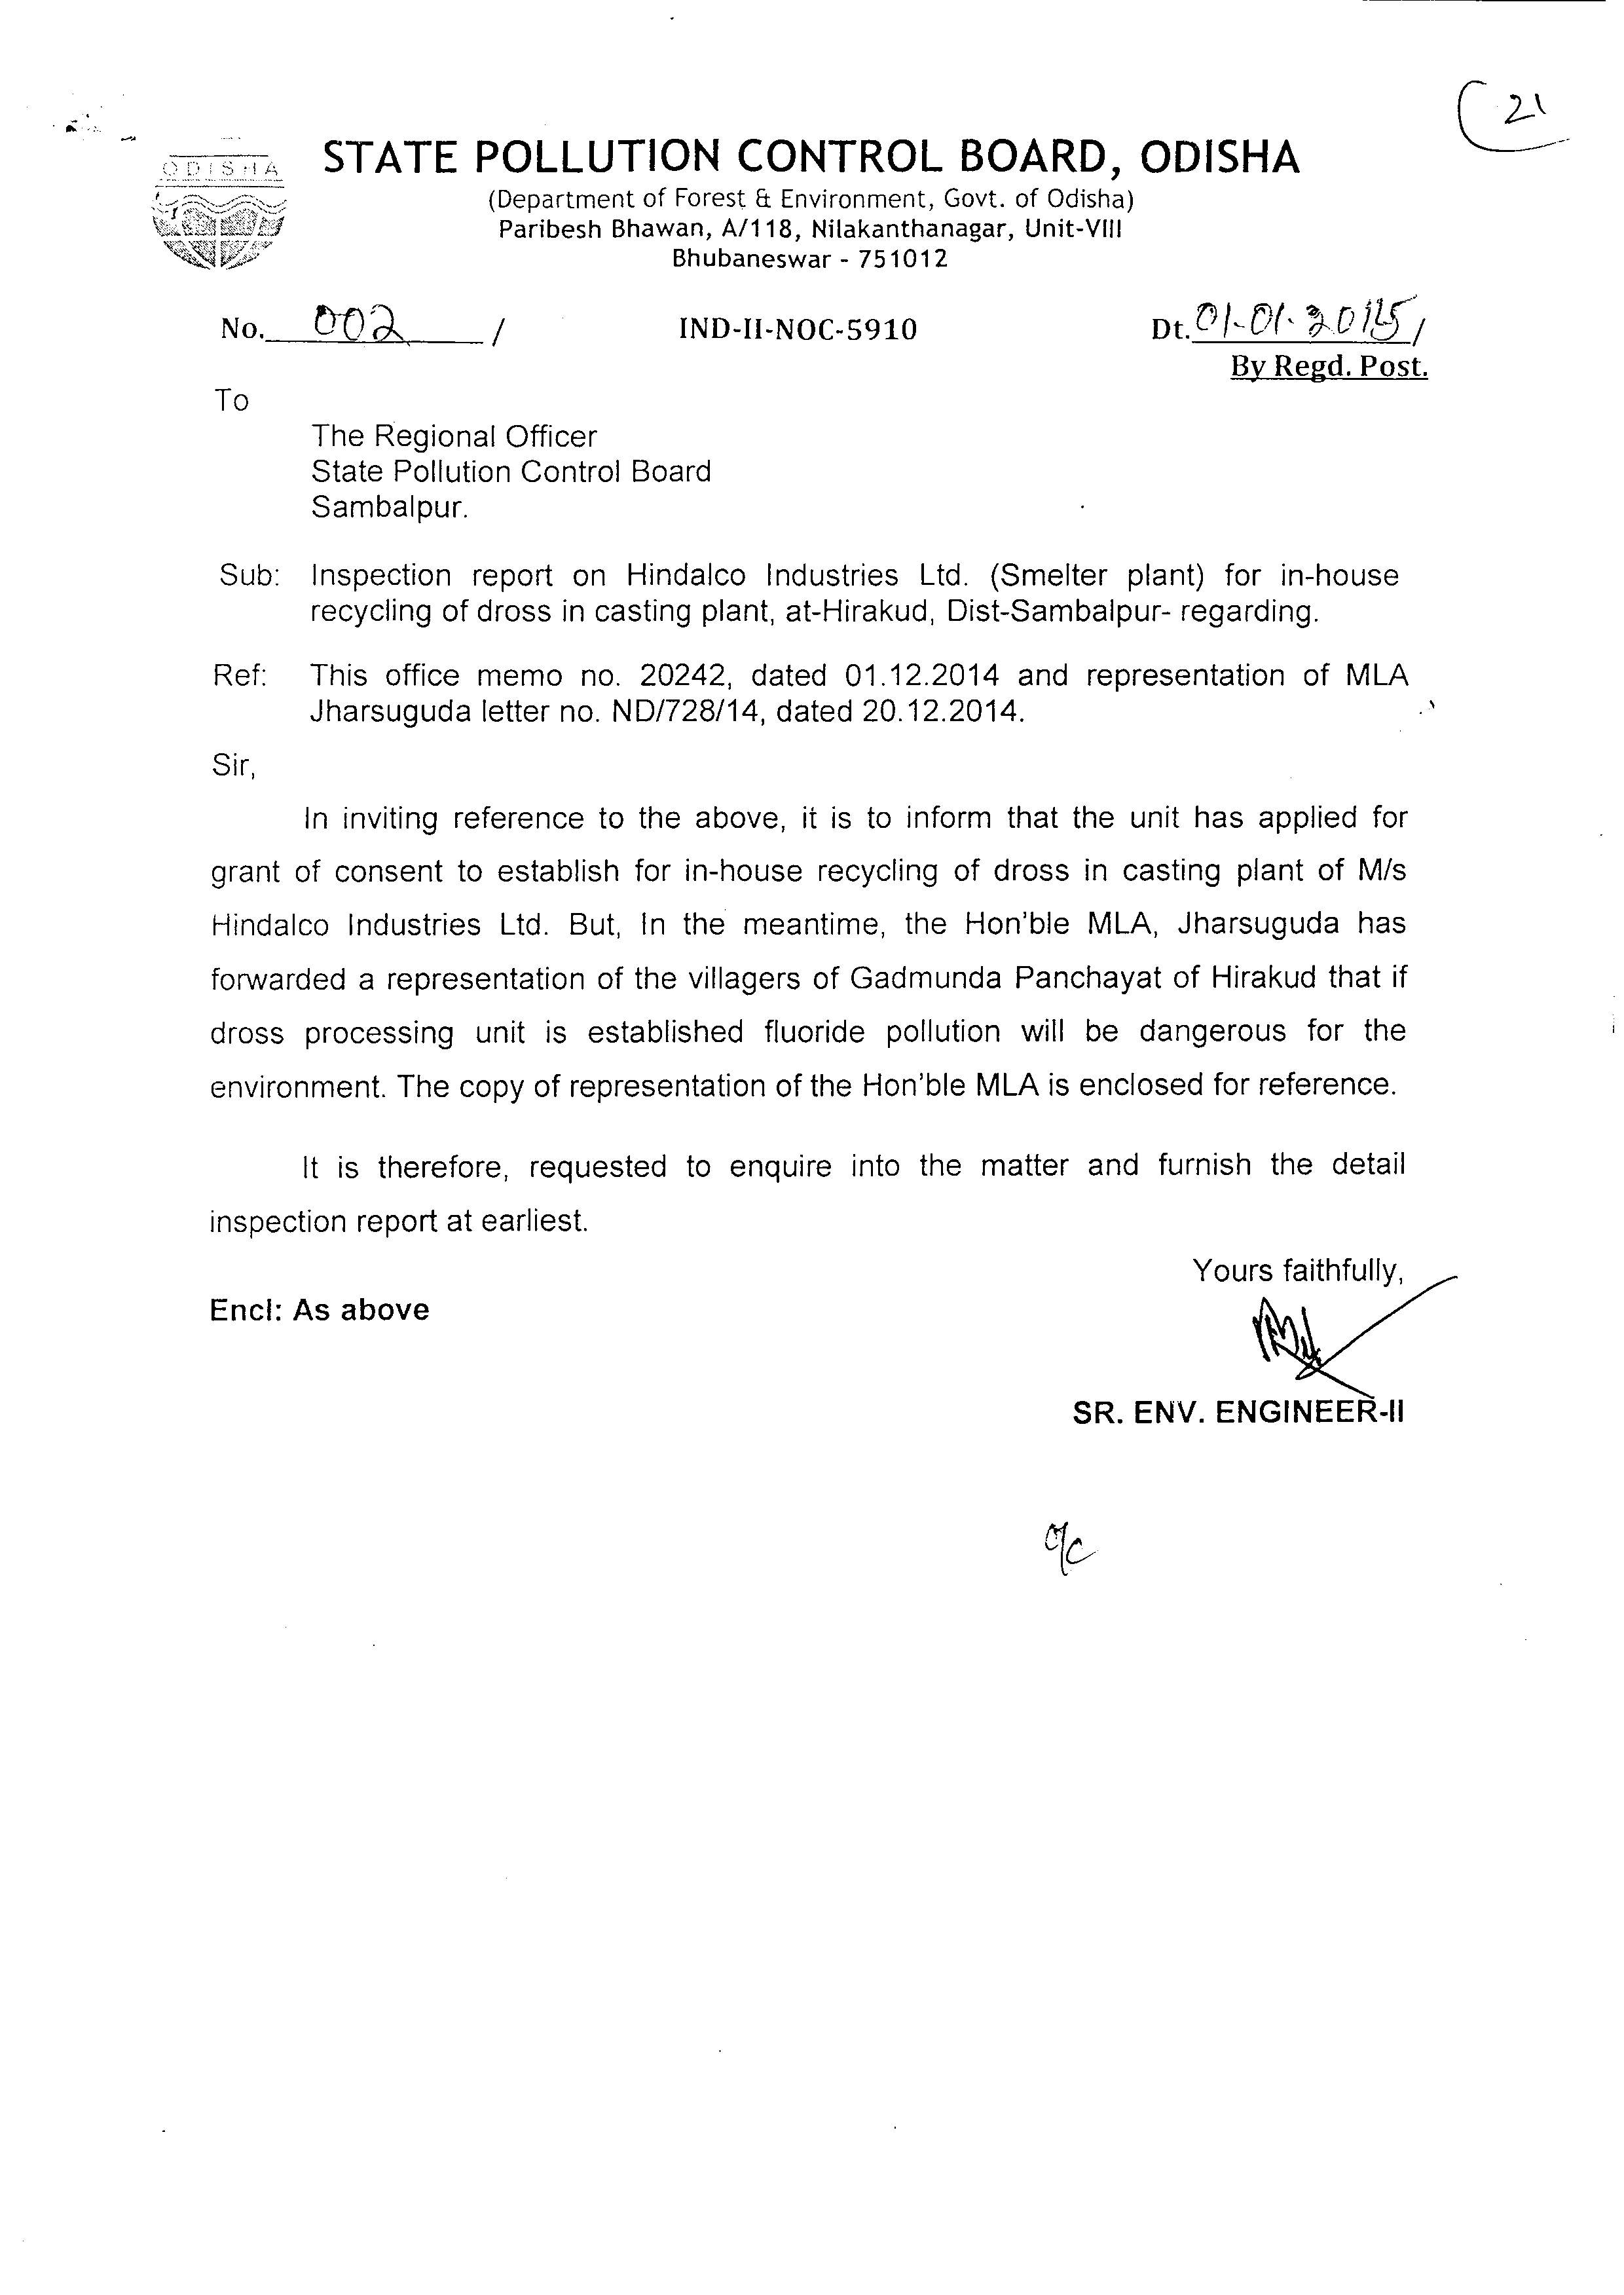 21
ODISHA
STATE POLLUTION CONTROL BOARD, ODISHA
(Department of Forest & Environment, Govt. of Odisha)
Paribesh Bhawan, A/118, Nilakanthanagar, Unit-VIII
Bhubaneswar - 751012
No. 002 / IND-II-NOC-5910 Dt. 01-01-2015/
By Regd. Post.
To
The Regional Officer
State Pollution Control Board
Sambalpur.
Sub: Inspection report on Hindalco Industries Ltd. (Smelter plant) for in-house
recycling of dross in casting plant, at-Hirakud, Dist-Sambalpur- regarding.
Ref: This office memo no. 20242, dated 01.12.2014 and representation of MLA
Jharsuguda letter no. ND/728/14, dated 20.12.2014.
Sir,
In inviting reference to the above, it is to inform that the unit has applied for
grant of consent to establish for in-house recycling of dross in casting plant of M/s
Hindalco Industries Ltd. But, In the meantime, the Hon'ble MLA, Jharsuguda has
forwarded a representation of the villagers of Gadmunda Panchayat of Hirakud that if
dross processing unit is established fluoride pollution will be dangerous for the
environment. The copy of representation of the Hon'ble MLA is enclosed for reference.
It is therefore, requested to enquire into the matter and furnish the detail
inspection report at earliest.
Yours faithfully,
Encl: As above
SR. ENV. ENGINEER-II